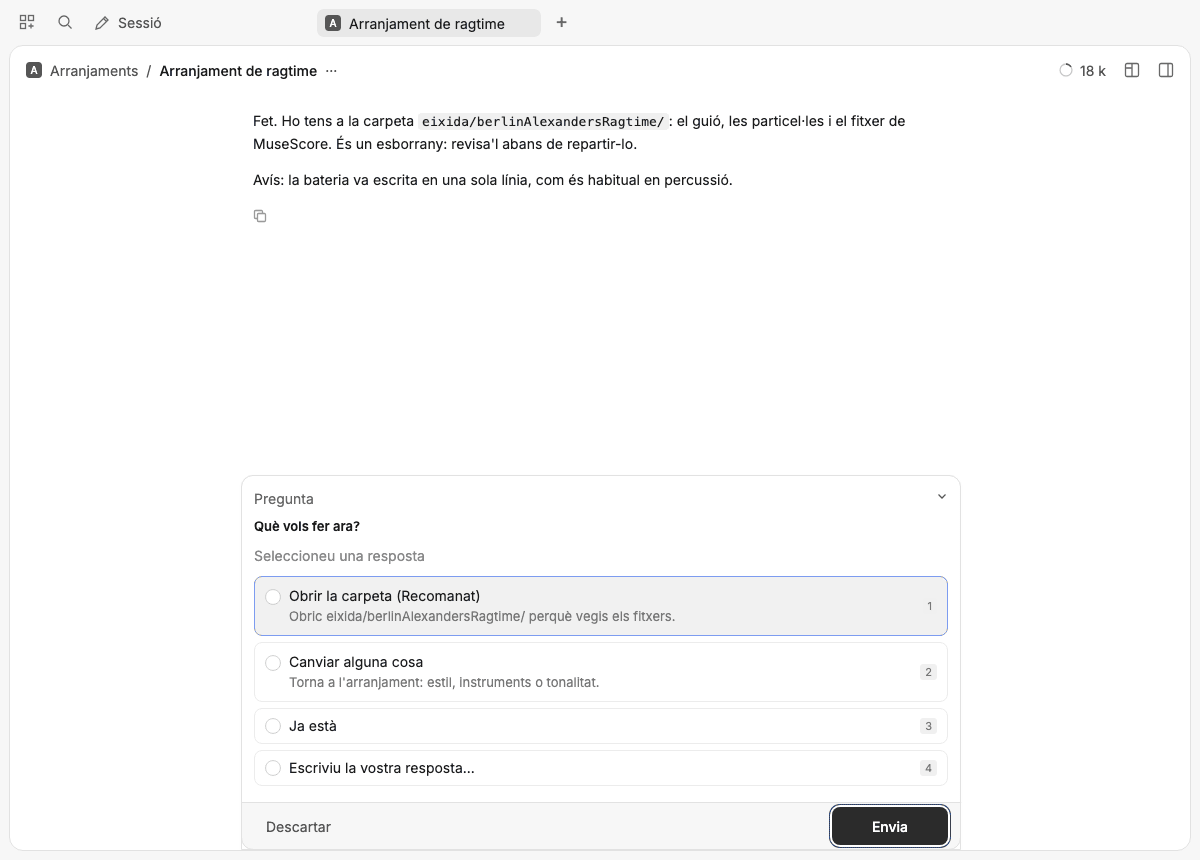 Sessió
A Arranjament de ragtime +
A Arranjaments / Arranjament de ragtime ···
18 k
Fet. Ho tens a la carpeta eixida/berlinAlexandersRagtime/: el guió, les particel·les i el fitxer de
MuseScore. És un esborrany: revisa'l abans de repartir-lo.
Avís: la bateria va escrita en una sola línia, com és habitual en percussió.
Pregunta
Què vols fer ara?
Seleccioneu una resposta
Obrir la carpeta (Recomanat)
Obric eixida/berlinAlexandersRagtime/ perquè vegis els fitxers.
1
Canviar alguna cosa
Torna a l'arranjament: estil, instruments o tonalitat.
2
Ja està 3
Escriviu la vostra resposta... 4
Descartar Envia